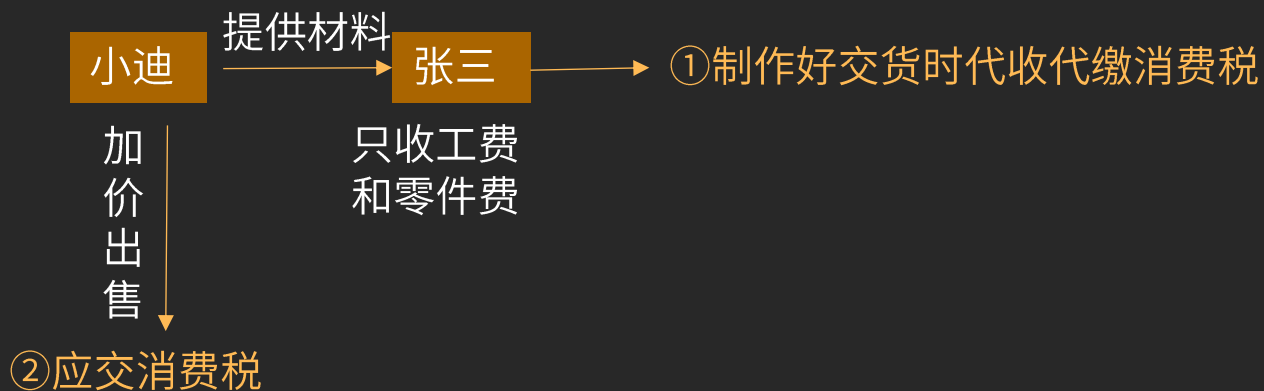 提供材料
小迪
张三
①制作好交货时代收代缴消费税
只收工费
和零件费
加
价
出
售
②应交消费税